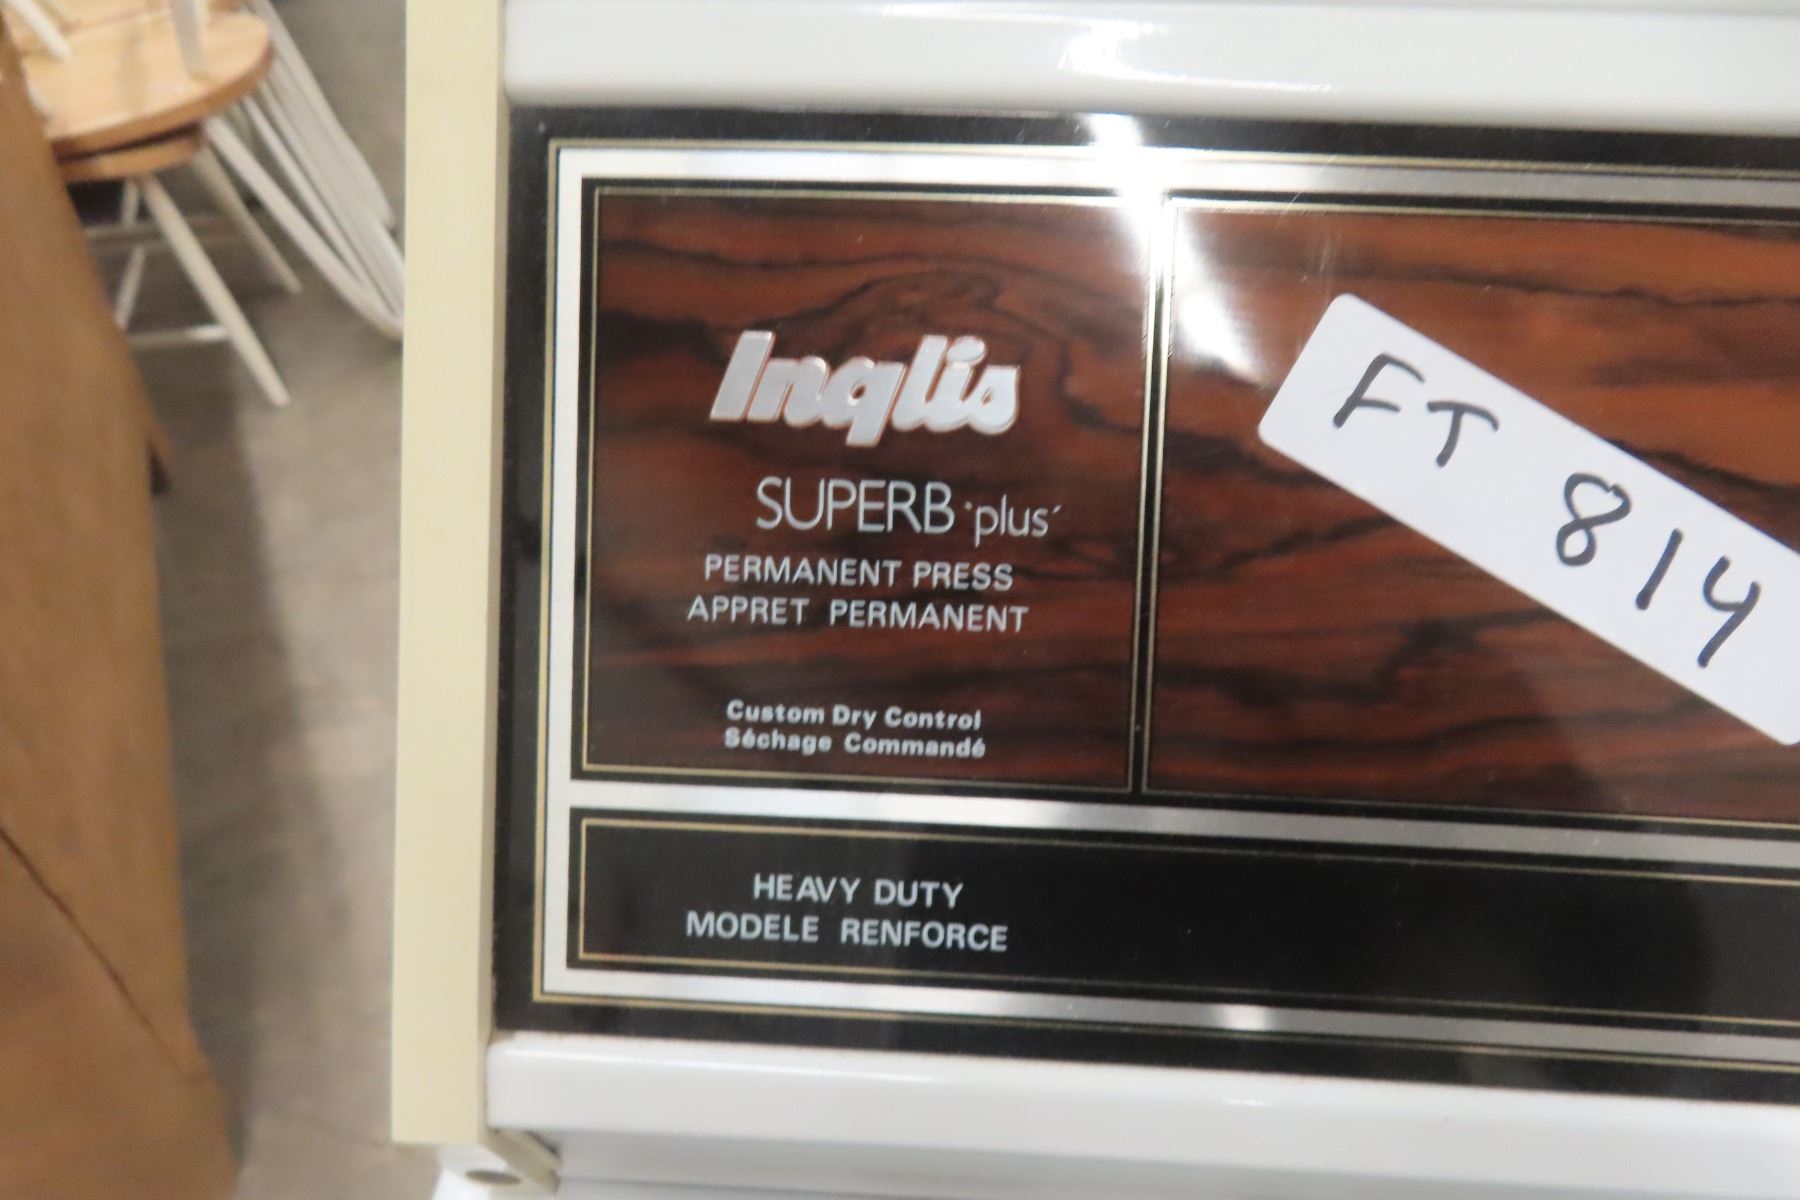 Inglis
SUPERB 'plus'
PERMANENT PRESS
APPRET PERMANENT
Custom Dry Control
Séchage Commandé
HEAVY DUTY
MODELE RENFORCE
FT 814